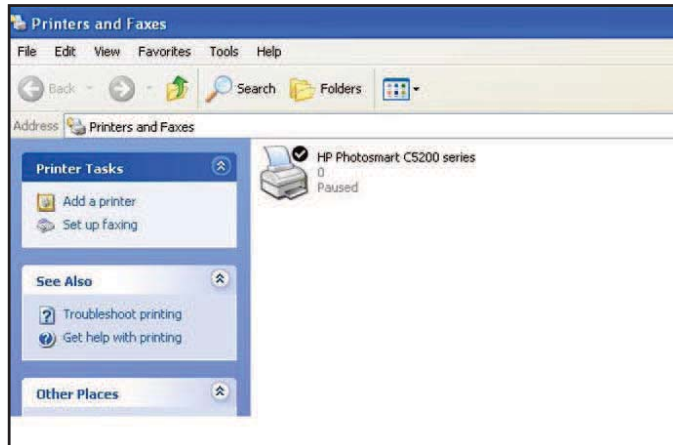 Printers and Faxes
File Edit View Favorites Tools Help
Back Search Folders
Address Printers and Faxes
Printer Tasks
Add a printer
Set up faxing
See Also
Troubleshoot printing
Get help with printing
Other Places
HP Photosmart C5200 series
0
Paused